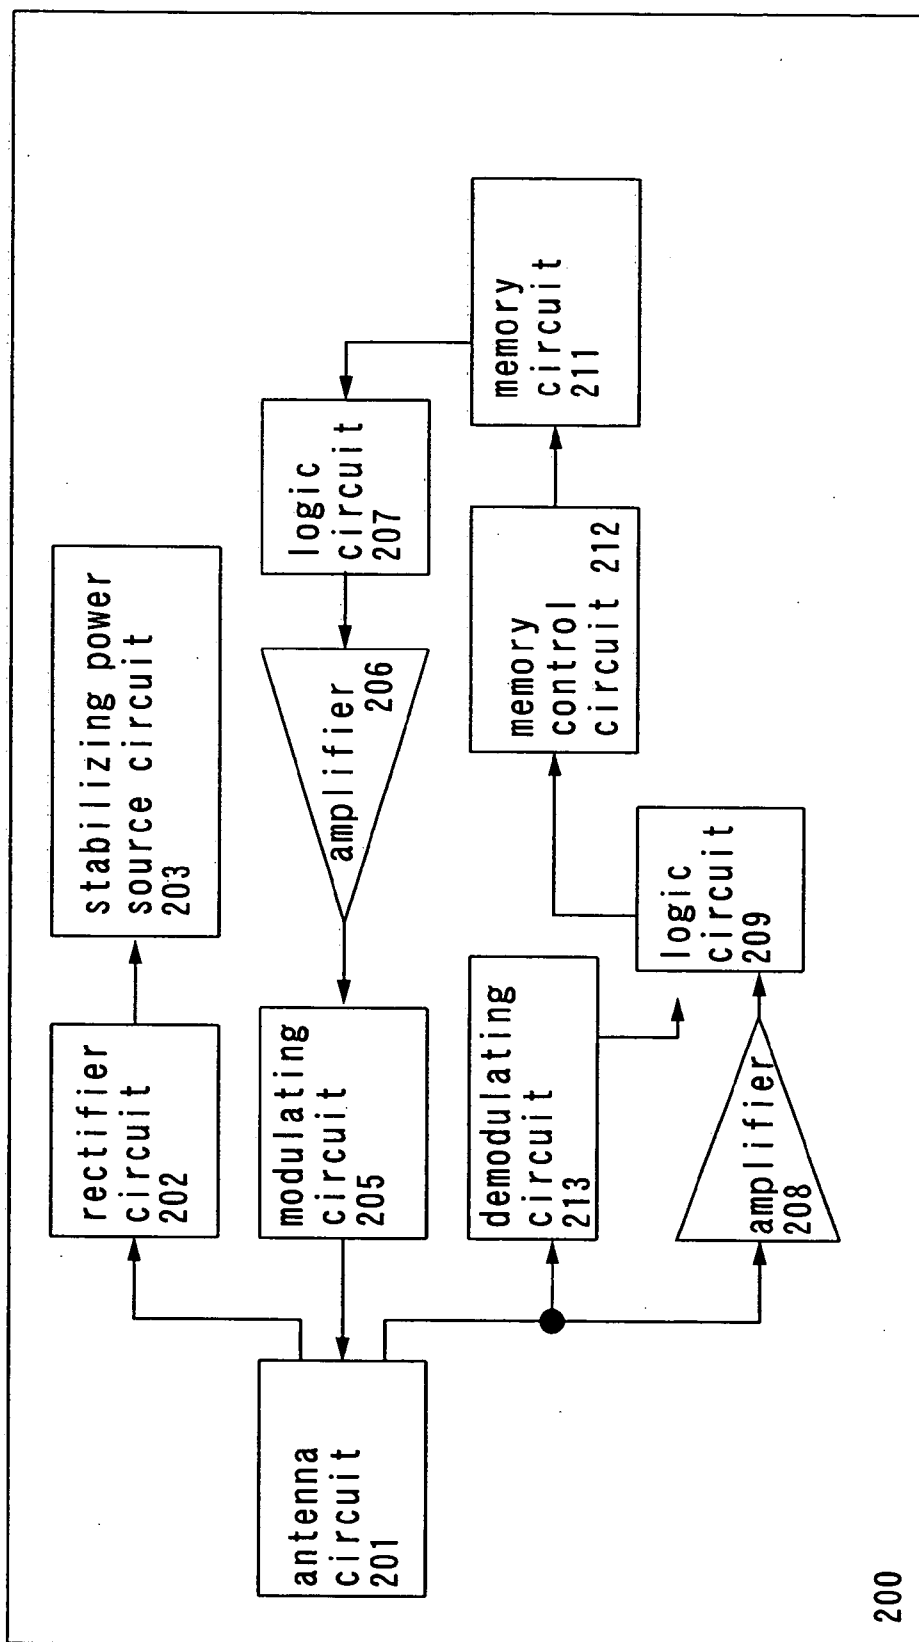 rectifier
circuit
202
stabilizing power
source circuit
203
antenna
circuit
201
modulating
circuit
205
amplifier
206
logic
circuit
207
demodulating
circuit
213
memory
control
circuit 212
memory
circuit
211
amplifier
208
logic
circuit
209
200